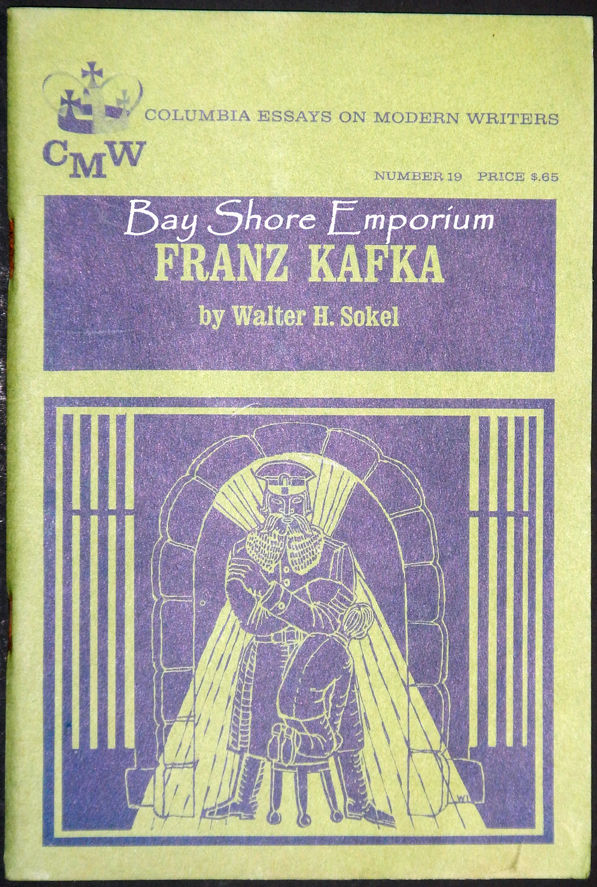 COLUMBIA ESSAYS ON MODERN WRITERS
CMW
NUMBER 19 PRICE $.65
Bay Shore Emporium
FRANZ KAFKA
by Walter H. Sokel